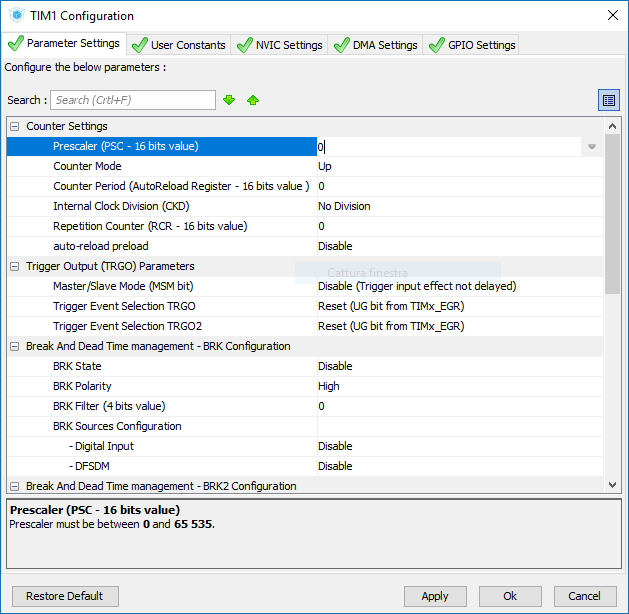 TIM1 Configuration
Parameter Settings User Constants NVIC Settings DMA Settings GPIO Settings
Configure the below parameters :
Search : Search (Crtl+F)
Counter Settings
Prescaler (PSC - 16 bits value) 0
Counter Mode Up
Counter Period (AutoReload Register - 16 bits value ) 0
Internal Clock Division (CKD) No Division
Repetition Counter (RCR - 16 bits value) 0
auto-reload preload Disable
Trigger Output (TRGO) Parameters
Cattura finestra
Master/Slave Mode (MSM bit) Disable (Trigger input effect not delayed)
Trigger Event Selection TRGO Reset (UG bit from TIMx_EGR)
Trigger Event Selection TRGO2 Reset (UG bit from TIMx_EGR)
Break And Dead Time management - BRK Configuration
BRK State Disable
BRK Polarity High
BRK Filter (4 bits value) 0
BRK Sources Configuration
- Digital Input Disable
- DFSDM Disable
Break And Dead Time management - BRK2 Configuration
Prescaler (PSC - 16 bits value)
Prescaler must be between 0 and 65 535.
Restore Default Apply Ok Cancel